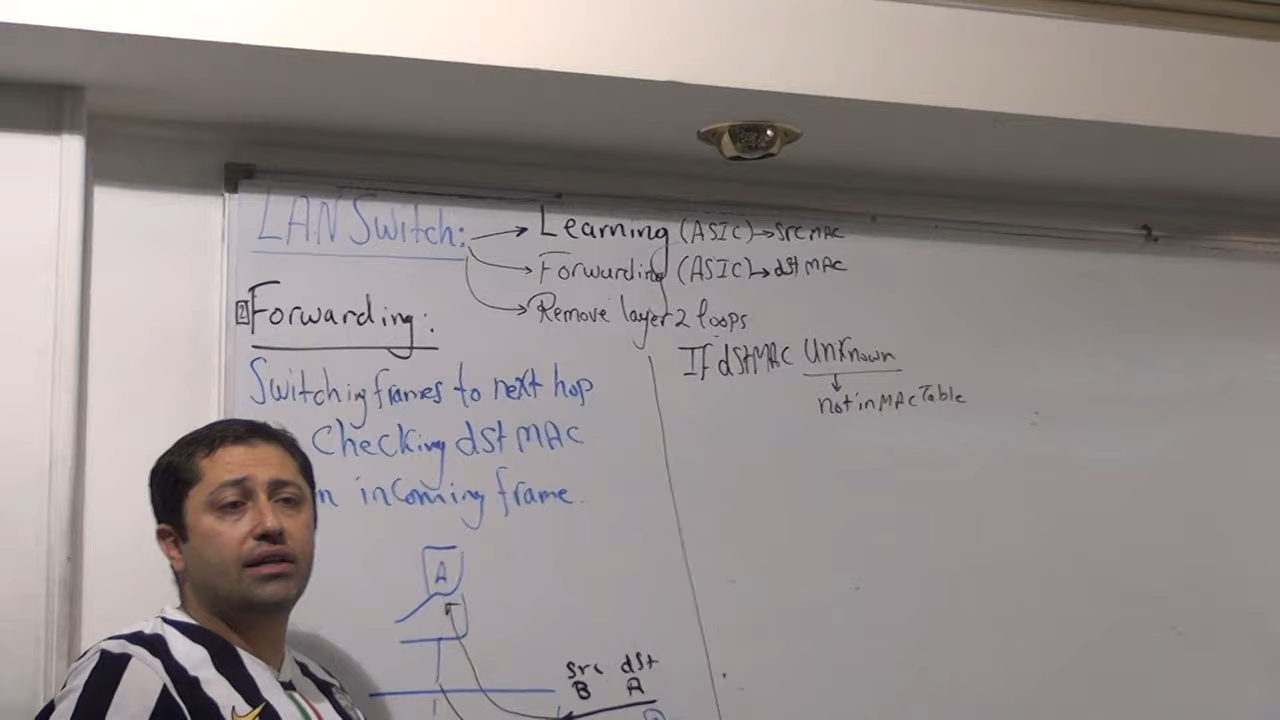 LAN Switch:
Learning (ASIC)→Src MAC
Forwarding (ASIC)→dst MAC
Remove layer 2 loops
2 Forwarding:
Switching frames to next hop
Checking dst MAC
incoming frame.
If dst MAC Unknown
not in MAC Table
A
Src dst
B A